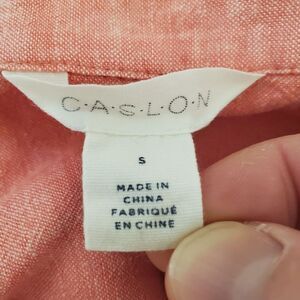 C·A·S·L·O·N
S
MADE IN
CHINA
FABRIQUÉ
EN CHINE